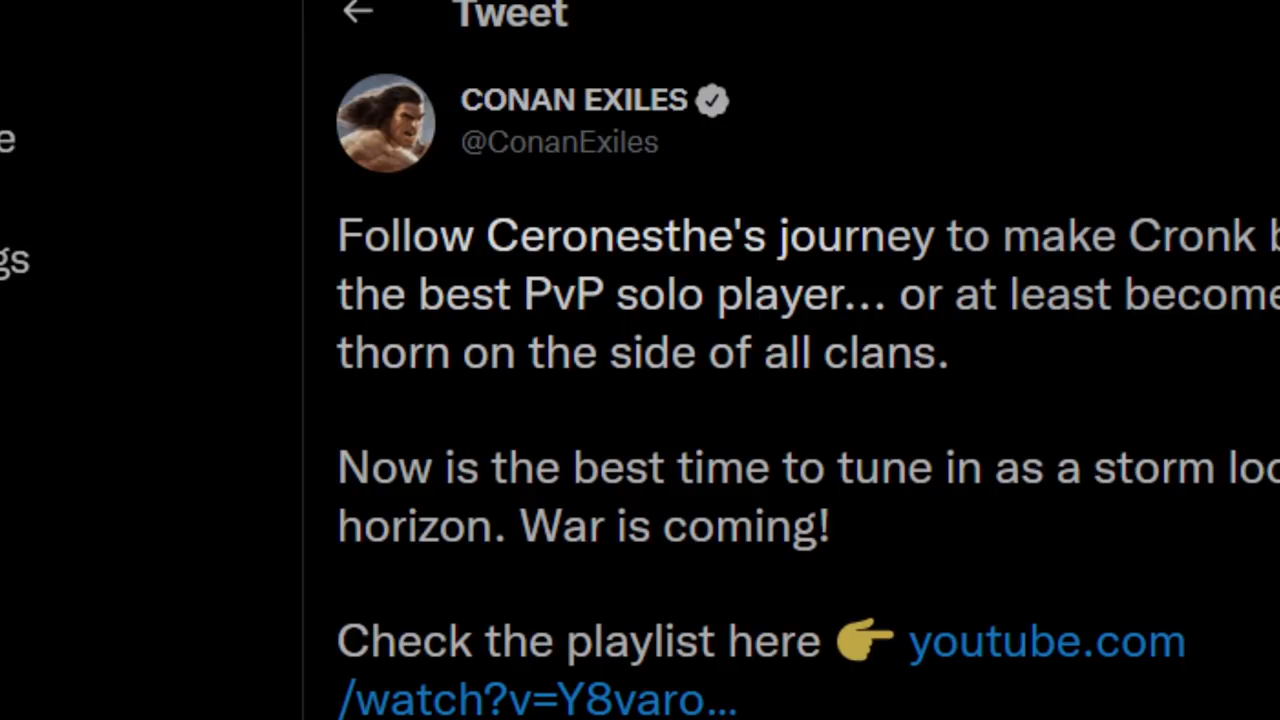 Tweet
CONAN EXILES
@ConanExiles
e
gs
Follow Ceronesthe's journey to make Cronk
the best PvP solo player... or at least become
thorn on the side of all clans.
Now is the best time to tune in as a storm
horizon. War is coming!
Check the playlist here 👉 youtube.com
/watch?v=Y8varo...